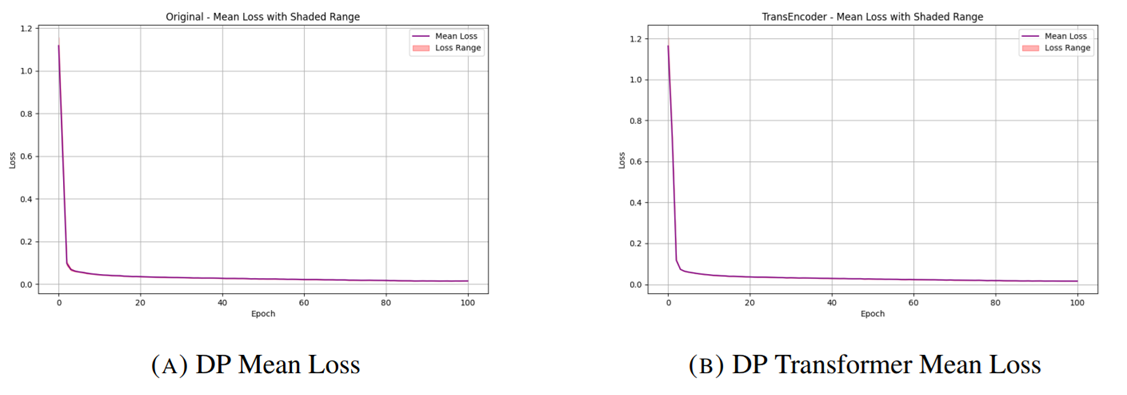 Original - Mean Loss with Shaded Range
Mean Loss
Loss Range
1.2
1.0
0.8
0.6
0.4
0.2
0.0
Loss
0 20 40 60 80 100
Epoch
(A) DP Mean Loss
TransEncoder - Mean Loss with Shaded Range
Mean Loss
Loss Range
1.2
1.0
0.8
0.6
0.4
0.2
0.0
Loss
0 20 40 60 80 100
Epoch
(B) DP Transformer Mean Loss